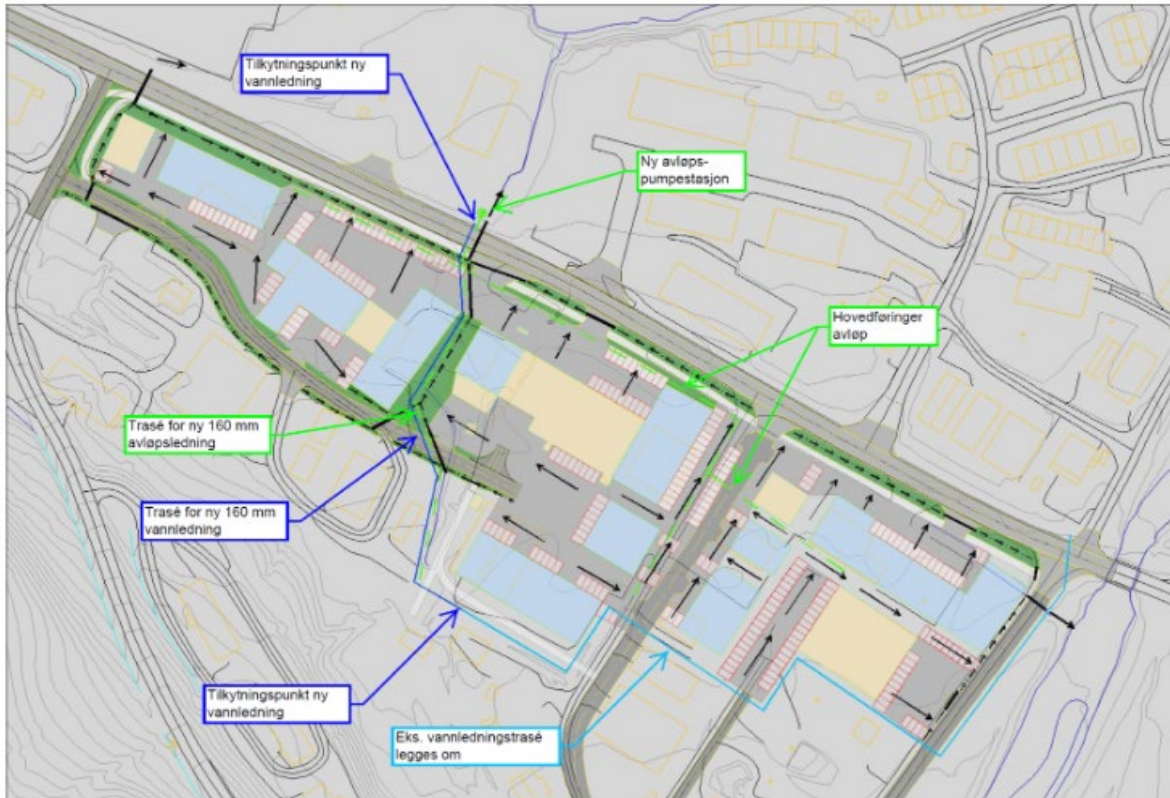 Tilkytningspunkt ny
vannledning
Ny avløps-
pumpestasjon
Hovedføringer
avløp
Trasé for ny 160 mm
avløpsledning
Trasé for ny 160 mm
vannledning
Tilkytningspunkt ny
vannledning
Eks. vannledningstrasé
legges om